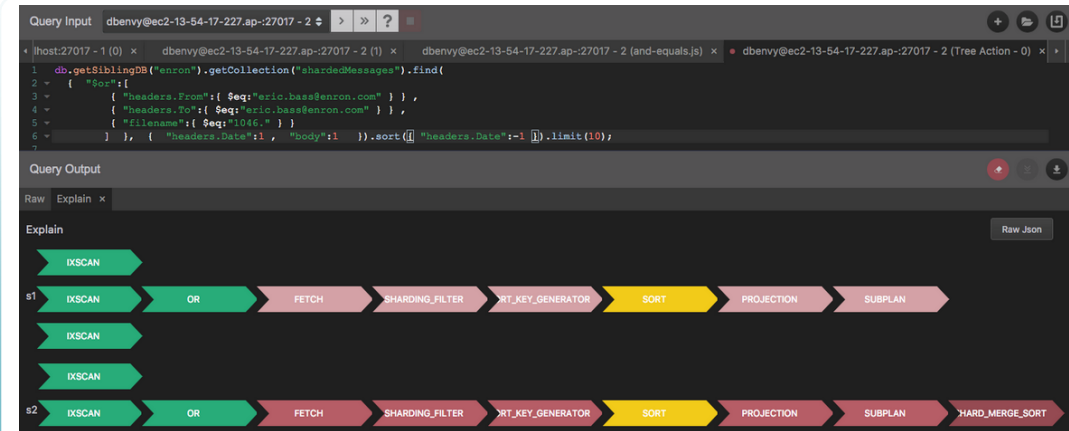 Query Input dbenvy@ec2-13-54-17-227.ap-:27017 - 2 > » ?
lhost:27017 - 1 (0) × dbenvy@ec2-13-54-17-227.ap-:27017 - 2 (1) × dbenvy@ec2-13-54-17-227.ap-:27017 - 2 (and-equals.js) × dbenvy@ec2-13-54-17-227.ap-:27017 - 2 (Tree Action - 0) ×
1 db.getSiblingDB("enron").getCollection("shardedMessages").find(
2 { "$or":[
3 { "headers.From":{ $eq:"eric.bass@enron.com" } } ,
4 { "headers.To":{ $eq:"eric.bass@enron.com" } } ,
5 { "filename":{ $eq:"1046." } }
6 ] }, { "headers.Date":1 , "body":1 }).sort({ "headers.Date":-1 }).limit(10);
7
Query Output
Raw Explain ×
Explain Raw Json
IXSCAN
s1 IXSCAN OR FETCH SHARDING_FILTER RT_KEY_GENERATOR SORT PROJECTION SUBPLAN
IXSCAN
IXSCAN
s2 IXSCAN OR FETCH SHARDING_FILTER RT_KEY_GENERATOR SORT PROJECTION SUBPLAN HARD_MERGE_SORT